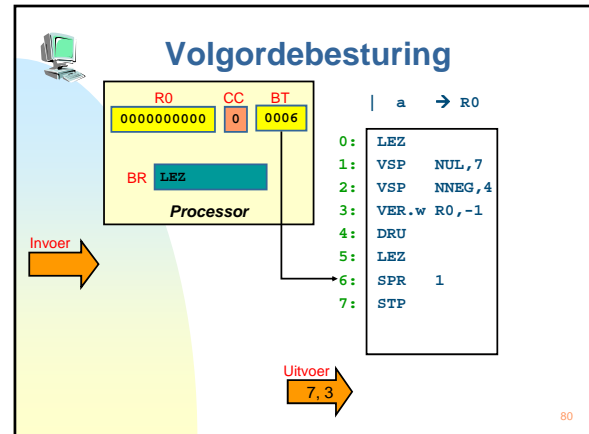 Volgordebesturing
R0 CC BT
0000000000 0 0006
BR LEZ
Processor
Invoer
| a → R0
0: LEZ
1: VSP NUL,7
2: VSP NNEG,4
3: VER.w R0,-1
4: DRU
5: LEZ
6: SPR 1
7: STP
Uitvoer
7, 3
80